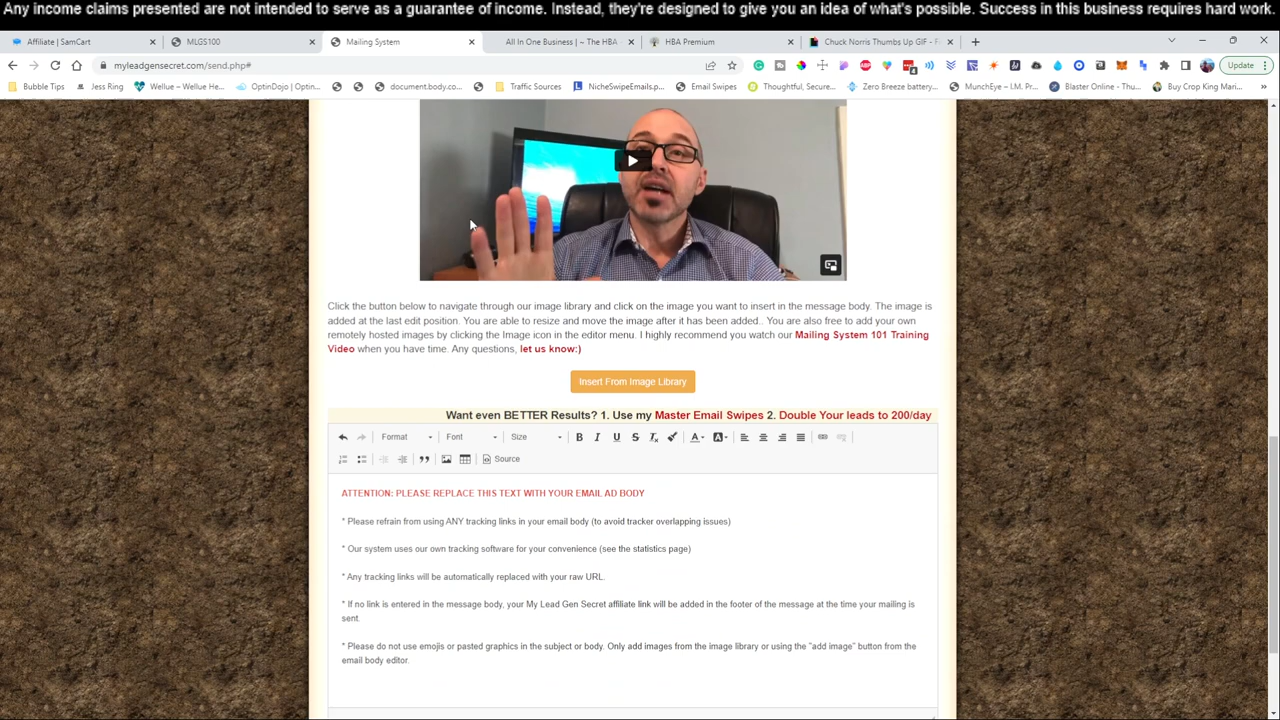 Any income claims presented are not intended to serve as a guarantee of income. Instead, they're designed to give you an idea of what's possible. Success in this business requires hard work.
Affiliate | SamCart
MLGS100
Mailing System
All In One Business | ~ The HBA
HBA Premium
Chuck Norris Thumbs Up GIF - F
myleadgensecret.com/send.php#
Update
Bubble Tips
Jess Ring
Wellue – Wellue He...
OptinDojo | Optin...
document.body.co...
Traffic Sources
NicheSwipeEmails.p...
Email Swipes
Thoughtful, Secure...
Zero Breeze battery...
MunchEye – I.M. Pr...
Blaster Online - Thu...
Buy Crop King Mari...
Click the button below to navigate through our image library and click on the image you want to insert in the message body. The image is
added at the last edit position. You are able to resize and move the image after it has been added.. You are also free to add your own
remotely hosted images by clicking the Image icon in the editor menu. I highly recommend you watch our Mailing System 101 Training
Video when you have time. Any questions, let us know:)
Insert From Image Library
Want even BETTER Results? 1. Use my Master Email Swipes 2. Double Your leads to 200/day
Format
Font
Size
B I U S
Source
ATTENTION: PLEASE REPLACE THIS TEXT WITH YOUR EMAIL AD BODY
* Please refrain from using ANY tracking links in your email body (to avoid tracker overlapping issues)
* Our system uses our own tracking software for your convenience (see the statistics page)
* Any tracking links will be automatically replaced with your raw URL.
* If no link is entered in the message body, your My Lead Gen Secret affiliate link will be added in the footer of the message at the time your mailing is
sent.
* Please do not use emojis or pasted graphics in the subject or body. Only add images from the image library or using the "add image" button from the
email body editor.